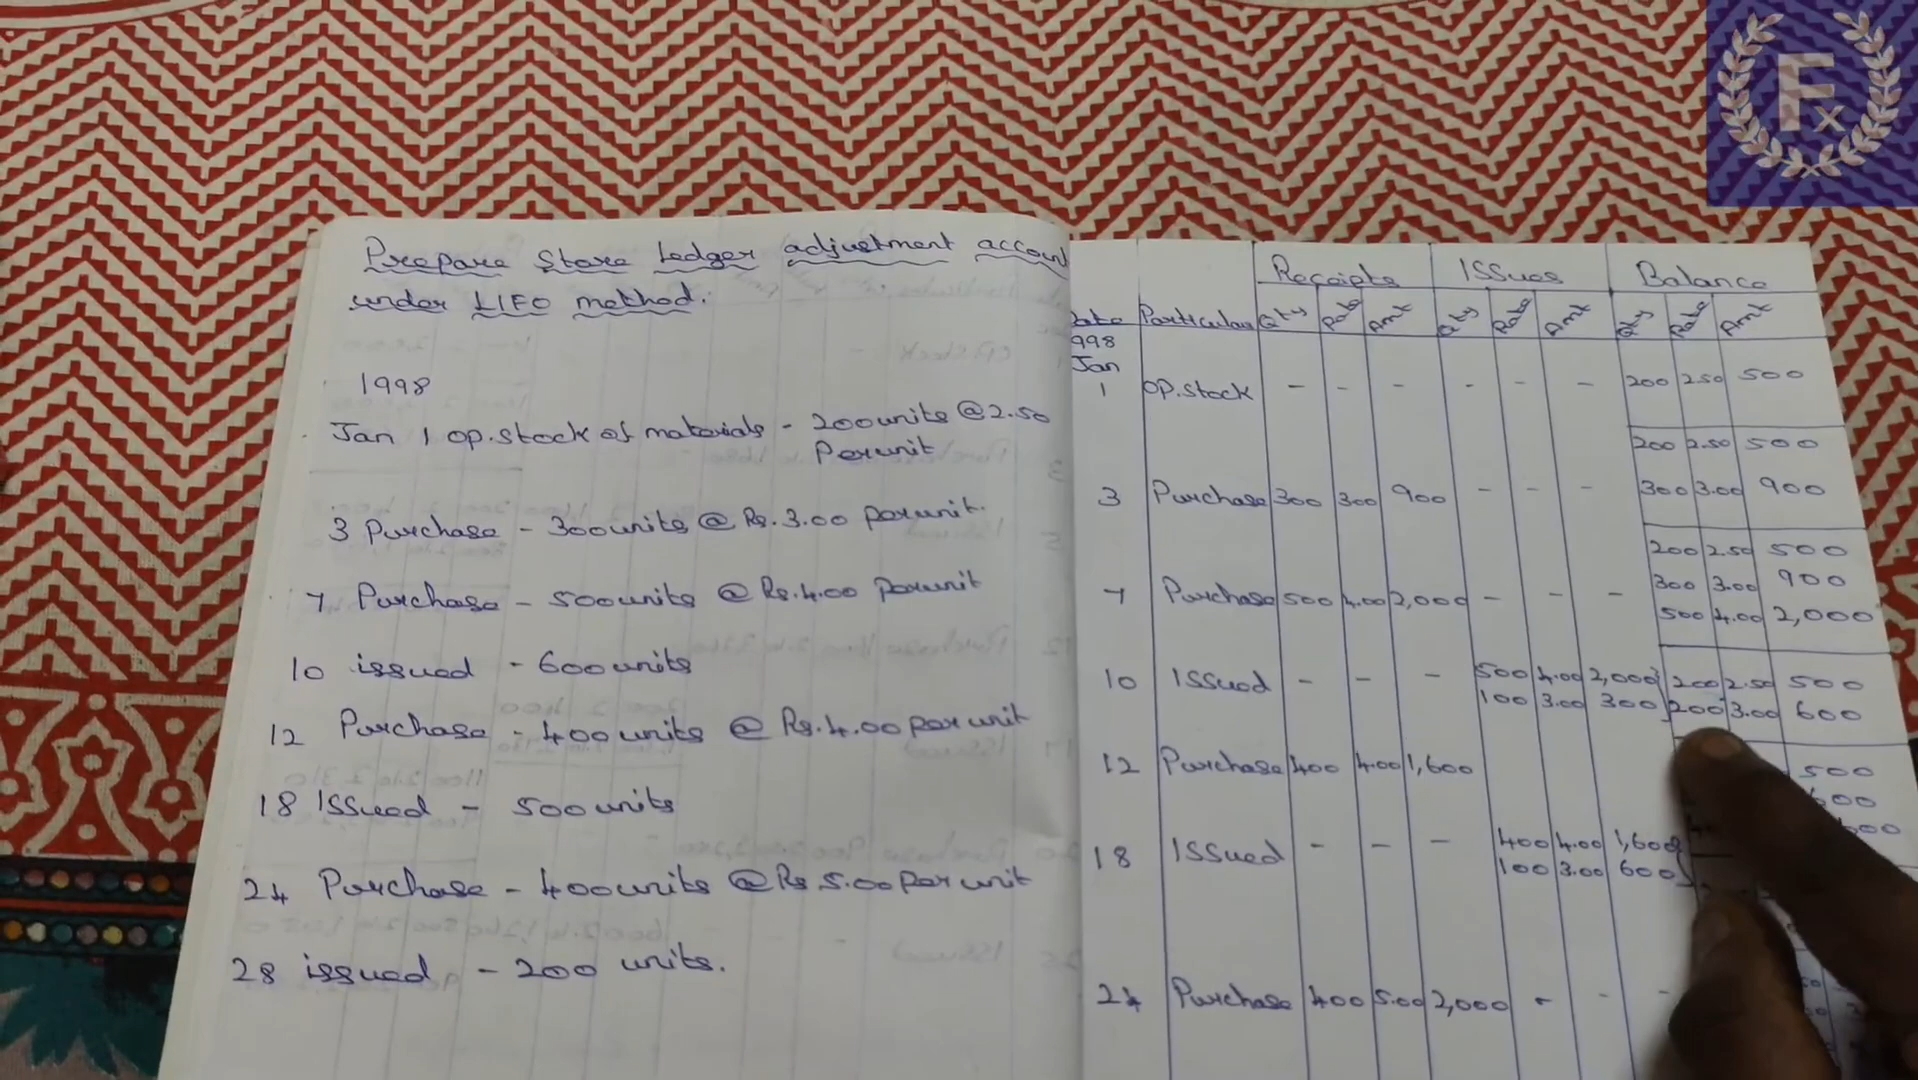 Fx
Prepare Store Ledger adjustment accoun
under LIFO method.
1998
Jan 1 op.stock of materials - 200 units @ 2.50
Per unit
3 Purchase - 300 units @ Rs. 3.00 per unit.
7 Purchase - 500 units @ Rs. 4.00 per unit
10 issued - 600 units
12 Purchase - 400 units @ Rs. 4.00 per unit
18 Issued - 500 units
24 Purchase - 400 units @ Rs 5.00 per unit
28 issued - 200 units.
Receipts Issues Balance
Date Particular Qty Rate Amt Qty Rate Amt Qty Rate Amt
998
Jan
1 op.stock - - - - - - 200 2.50 500
200 2.50 500
3 Purchase 300 300 900 - - - 300 3.00 900
200 2.50 500
300 3.00 900
7 Purchase 500 4.00 2,000 - - - 500 4.00 2,000
10 Issued - - - 500 4.00 2,000 200 2.50 500
100 3.00 300 200 3.00 600
12 Purchase 400 4.00 1,600 500
600
18 Issued - - - 400 4.00 1,600
100 3.00 600
24 Purchase 400 5.00 2,000 - - -